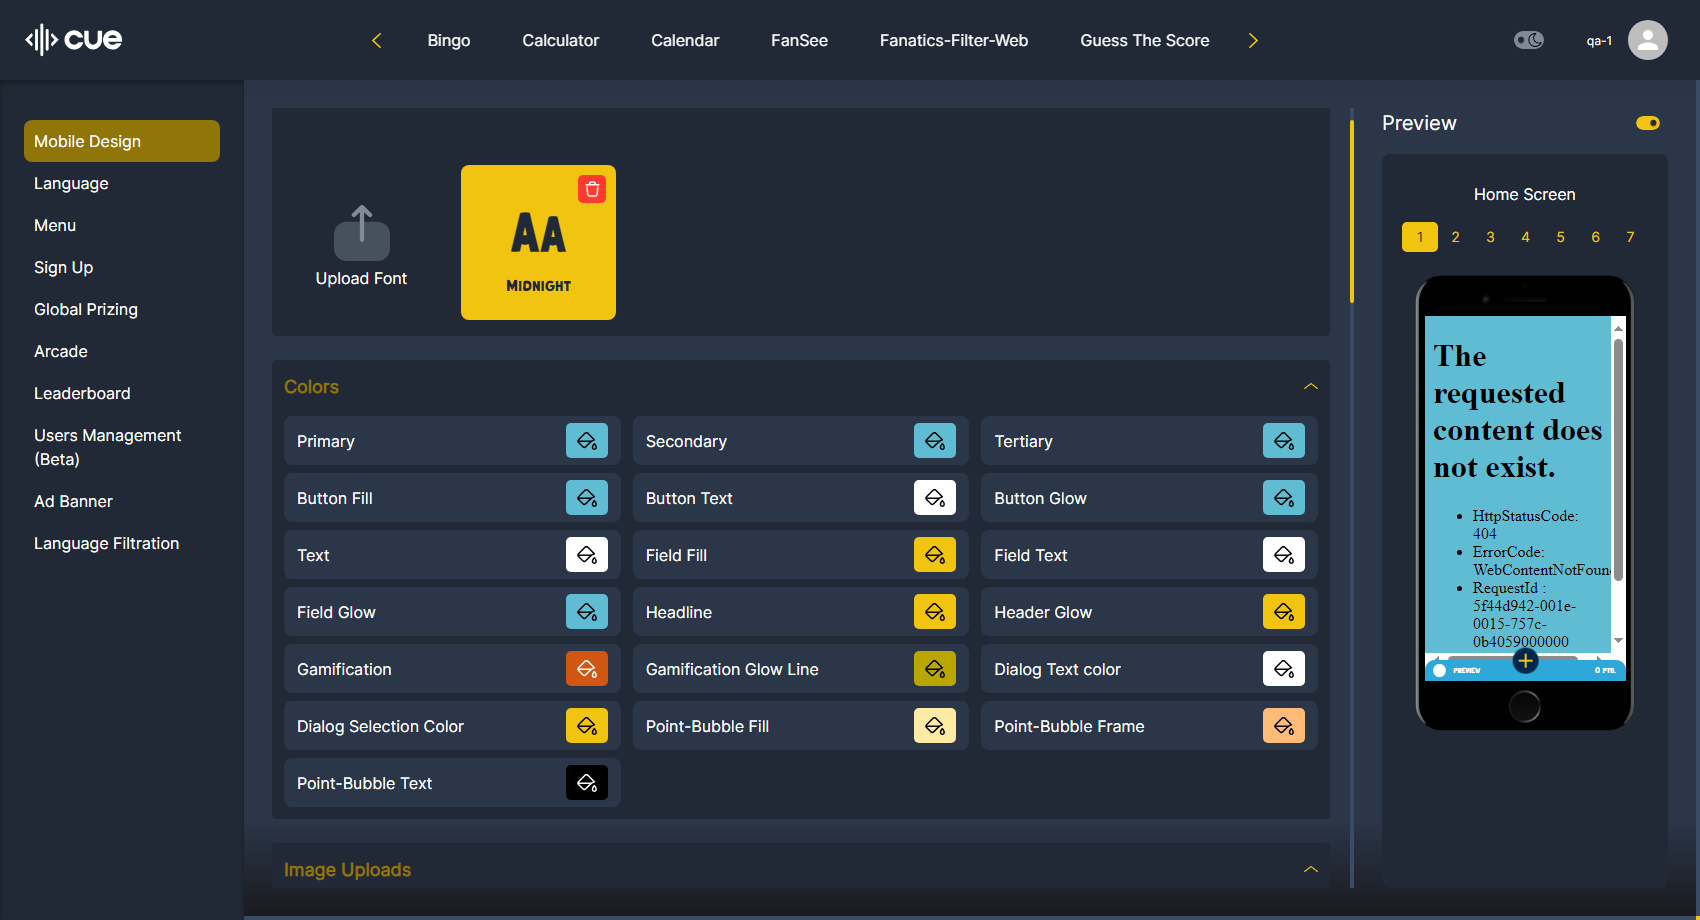 cue
Bingo
Calculator
Calendar
FanSee
Fanatics-Filter-Web
Guess The Score
qa-1
Mobile Design
Language
Menu
Sign Up
Global Prizing
Arcade
Leaderboard
Users Management
(Beta)
Ad Banner
Language Filtration
Upload Font
AA
MIDNIGHT
Colors
Primary
Secondary
Tertiary
Button Fill
Button Text
Button Glow
Text
Field Fill
Field Text
Field Glow
Headline
Header Glow
Gamification
Gamification Glow Line
Dialog Text color
Dialog Selection Color
Point-Bubble Fill
Point-Bubble Frame
Point-Bubble Text
Image Uploads
Preview
Home Screen
1 2 3 4 5 6 7
The
requested
content does
not exist.
• HttpStatusCode:
404
• ErrorCode:
WebContentNotFoun
• RequestId :
5f44d942-001e-
0015-757c-
0b4059000000
PREVIEW
0 PTS.